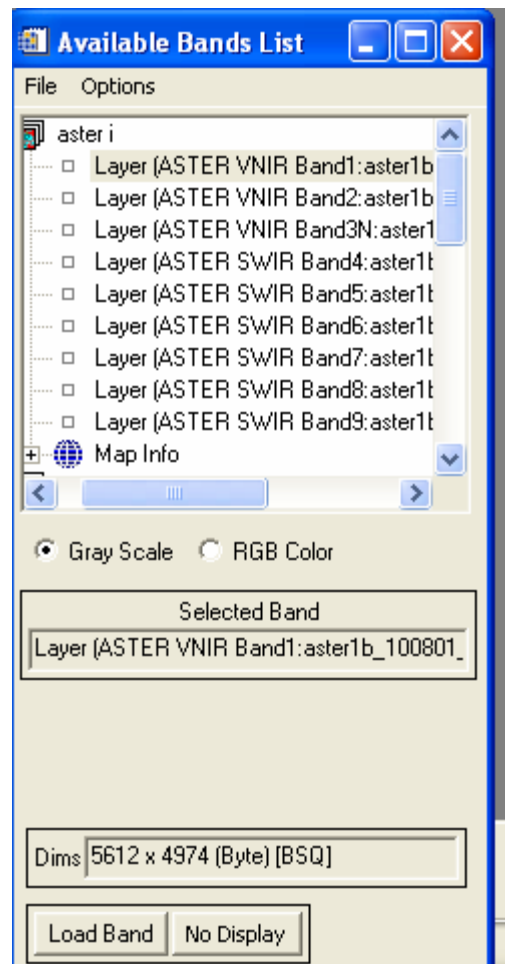 Available Bands List
File Options
aster i
Layer (ASTER VNIR Band1:aster1b
Layer (ASTER VNIR Band2:aster1b
Layer (ASTER VNIR Band3N:aster1
Layer (ASTER SWIR Band4:aster1b
Layer (ASTER SWIR Band5:aster1b
Layer (ASTER SWIR Band6:aster1b
Layer (ASTER SWIR Band7:aster1b
Layer (ASTER SWIR Band8:aster1b
Layer (ASTER SWIR Band9:aster1b
Map Info
Gray Scale RGB Color
Selected Band
Layer (ASTER VNIR Band1:aster1b_100801_
Dims 5612 x 4974 (Byte) [BSQ]
Load Band No Display